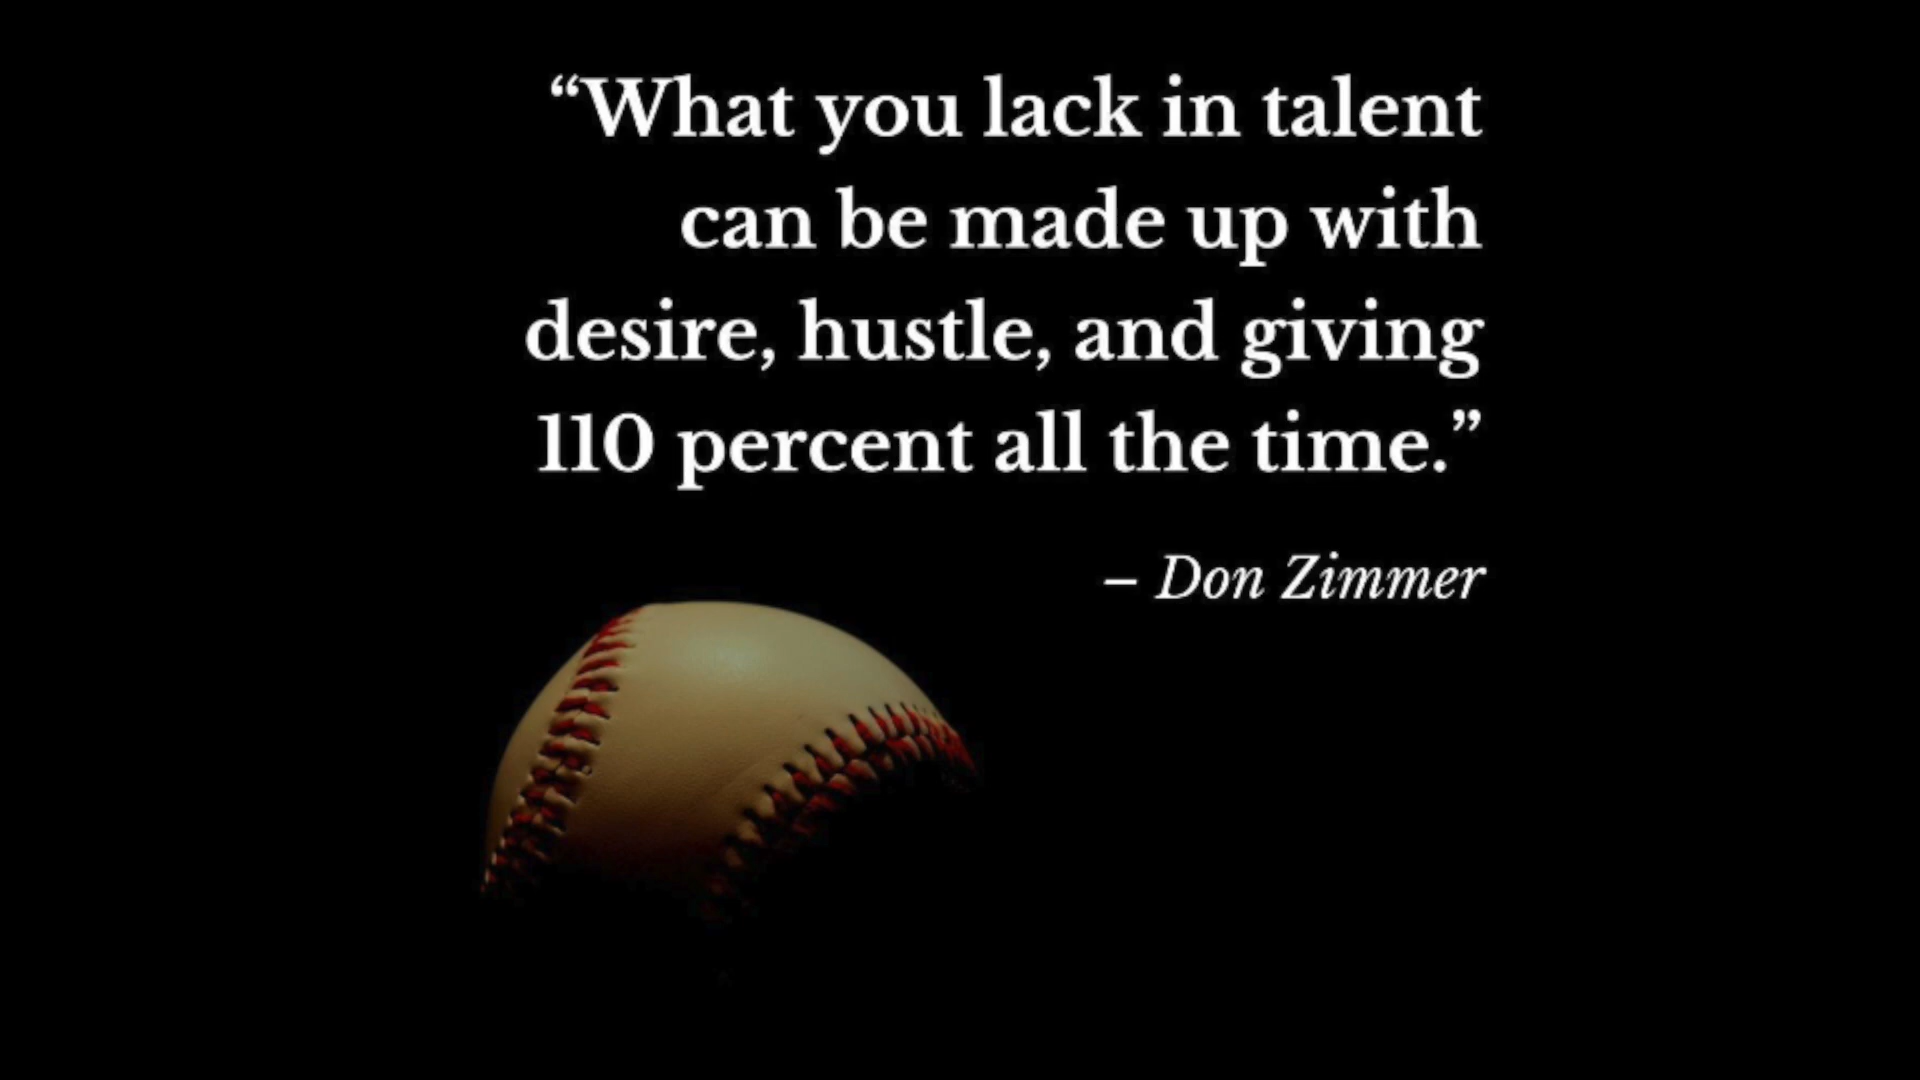 “What you lack in talent
can be made up with
desire, hustle, and giving
110 percent all the time.”
– Don Zimmer